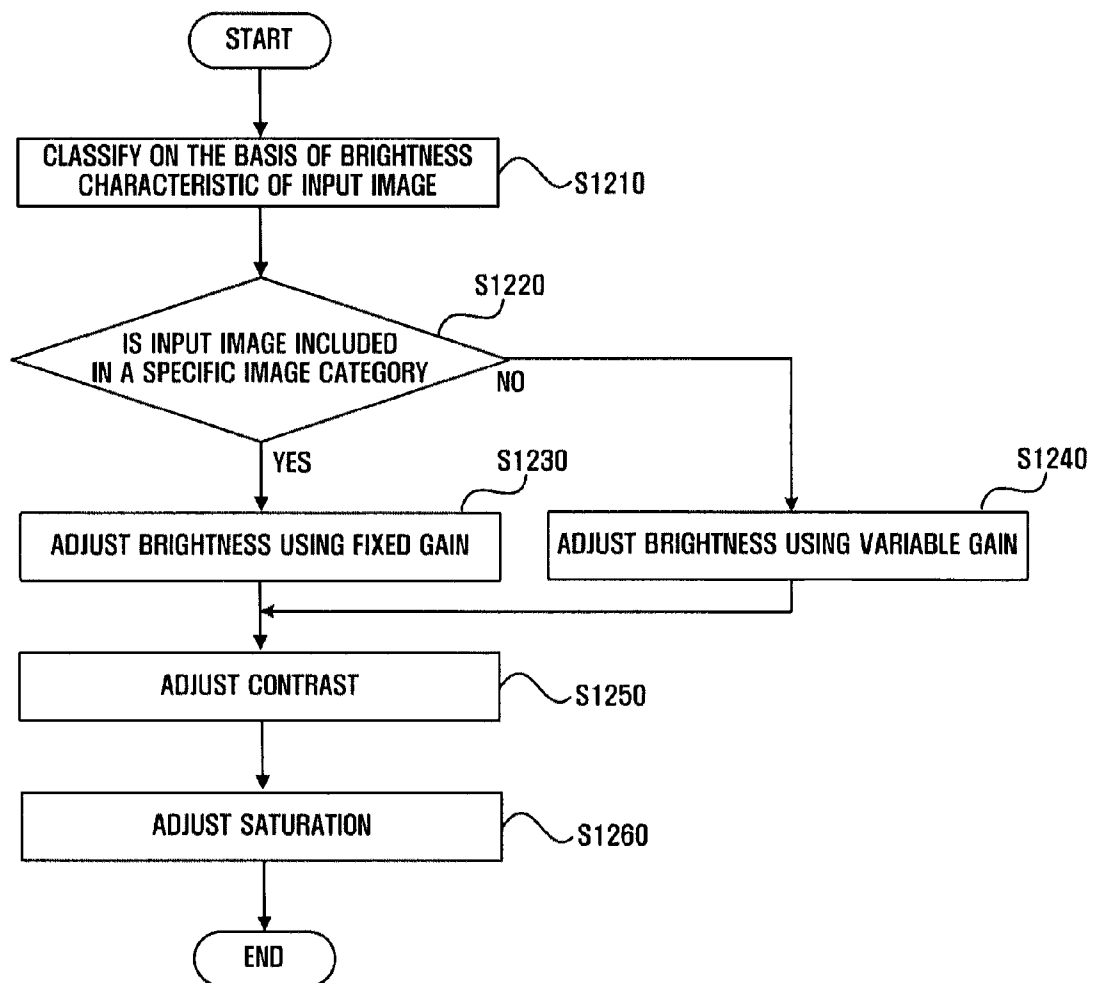 START
CLASSIFY ON THE BASIS OF BRIGHTNESS
CHARACTERISTIC OF INPUT IMAGE
S1210
S1220
IS INPUT IMAGE INCLUDED
IN A SPECIFIC IMAGE CATEGORY
NO
YES
S1230
S1240
ADJUST BRIGHTNESS USING FIXED GAIN
ADJUST BRIGHTNESS USING VARIABLE GAIN
ADJUST CONTRAST
S1250
ADJUST SATURATION
S1260
END